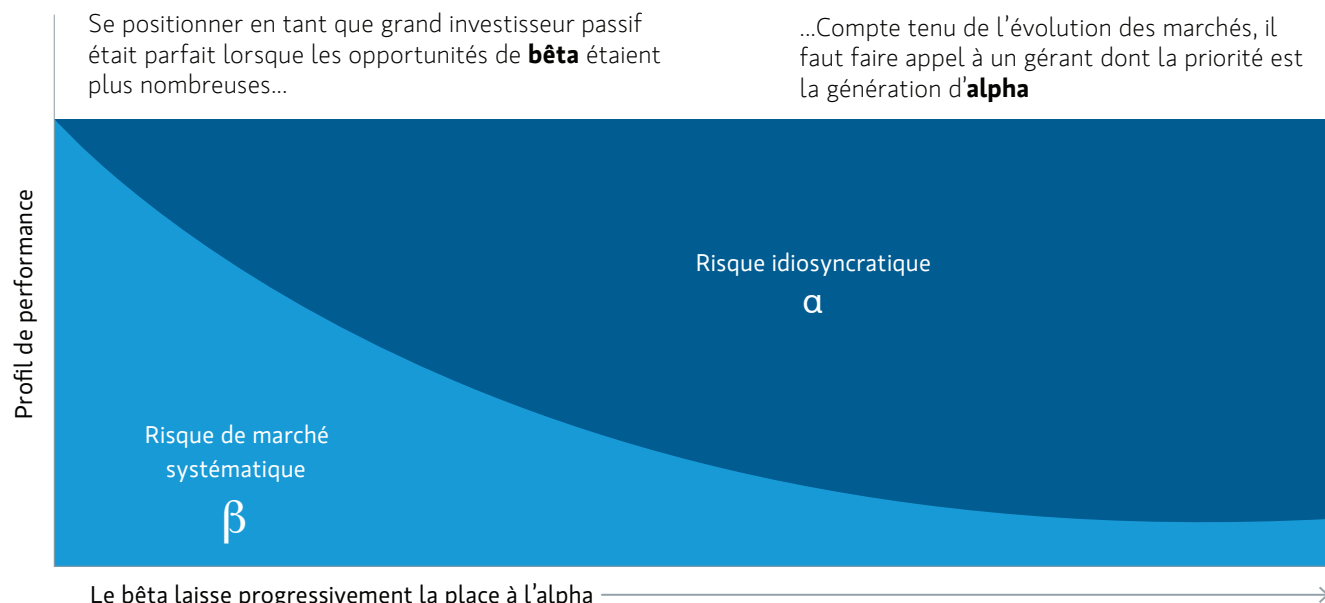 Se positionner en tant que grand investisseur passif
était parfait lorsque les opportunités de bêta étaient
plus nombreuses...
...Compte tenu de l’évolution des marchés, il
faut faire appel à un gérant dont la priorité est
la génération d’alpha
Profil de performance
Risque idiosyncratique
α
Risque de marché
systématique
β
Le bêta laisse progressivement la place à l’alpha